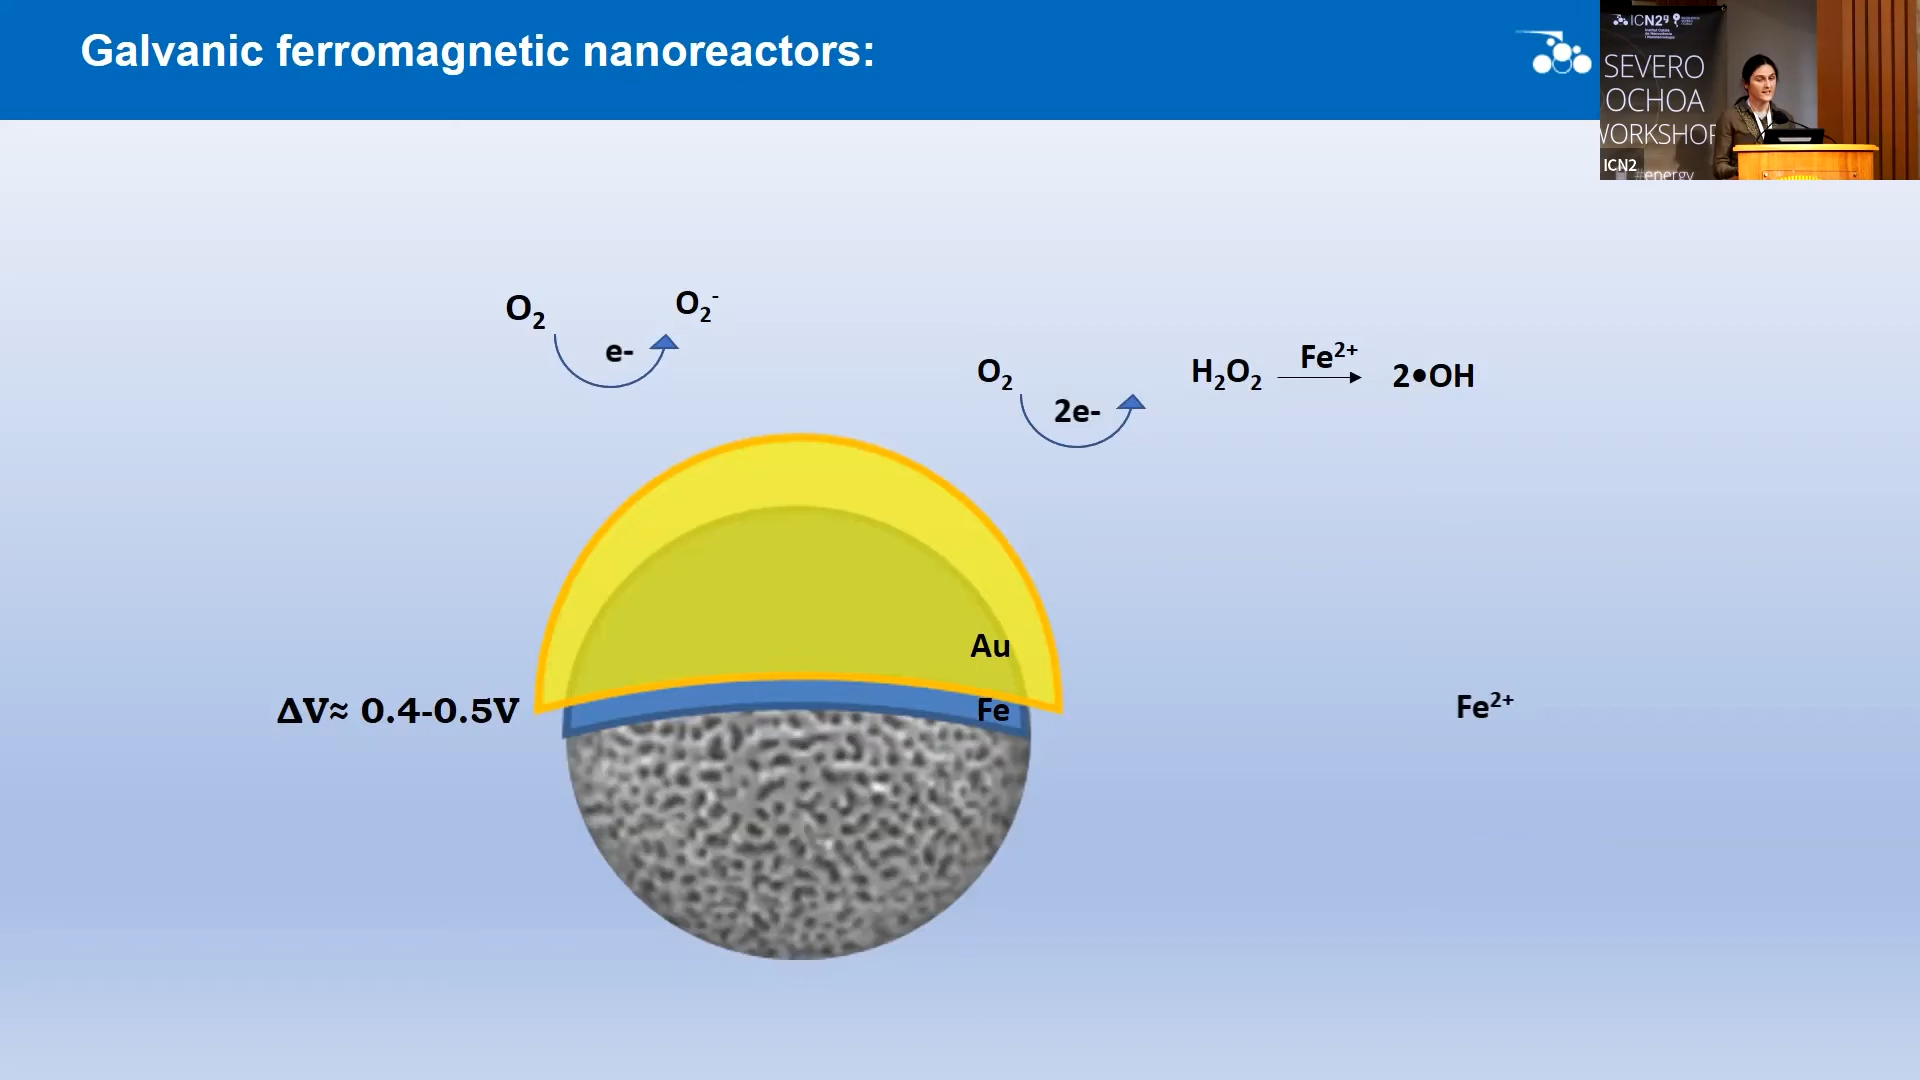 Galvanic ferromagnetic nanoreactors:
ICN2
SEVERO
OCHOA
WORKSHOP
ICN2
#energy
O₂
O₂⁻
e-
O₂
2e-
H₂O₂
Fe²⁺
2•OH
Au
Fe
ΔV≈ 0.4-0.5V
Fe²⁺